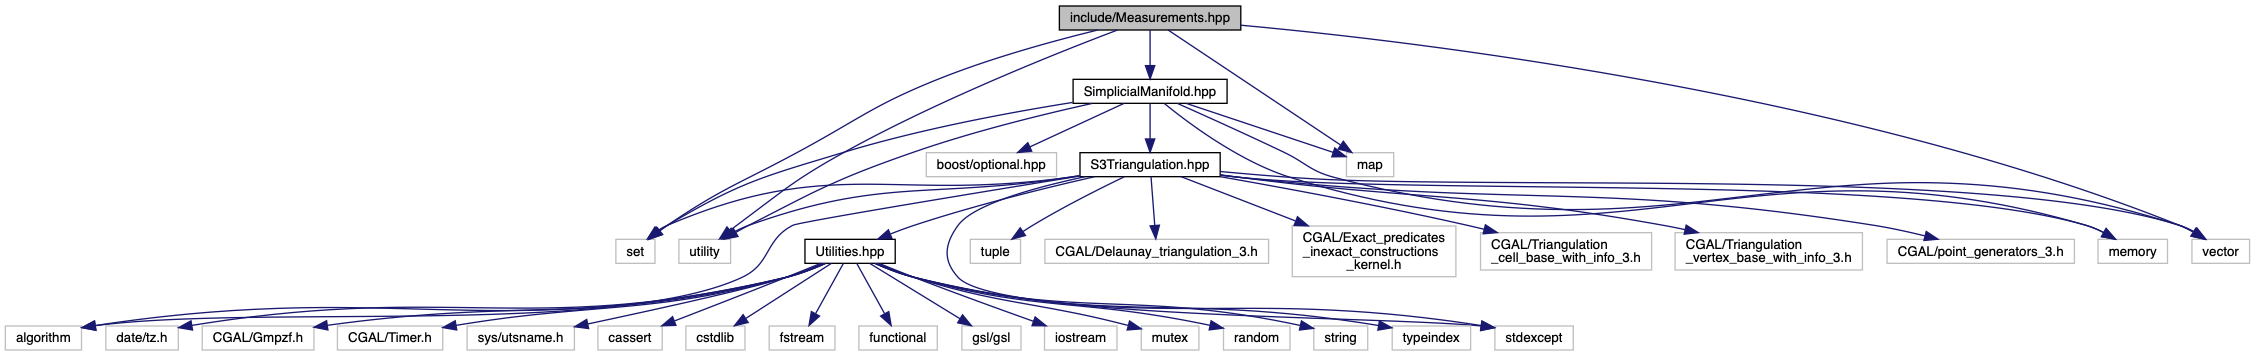 include/Measurements.hpp
SimplicialManifold.hpp
boost/optional.hpp
S3Triangulation.hpp
map
set
utility
Utilities.hpp
tuple
CGAL/Delaunay_triangulation_3.h
CGAL/Exact_predicates
_inexact_constructions
_kernel.h
CGAL/Triangulation
_cell_base_with_info_3.h
CGAL/Triangulation
_vertex_base_with_info_3.h
CGAL/point_generators_3.h
memory
vector
algorithm
date/tz.h
CGAL/Gmpzf.h
CGAL/Timer.h
sys/utsname.h
cassert
cstdlib
fstream
functional
gsl/gsl
iostream
mutex
random
string
typeindex
stdexcept